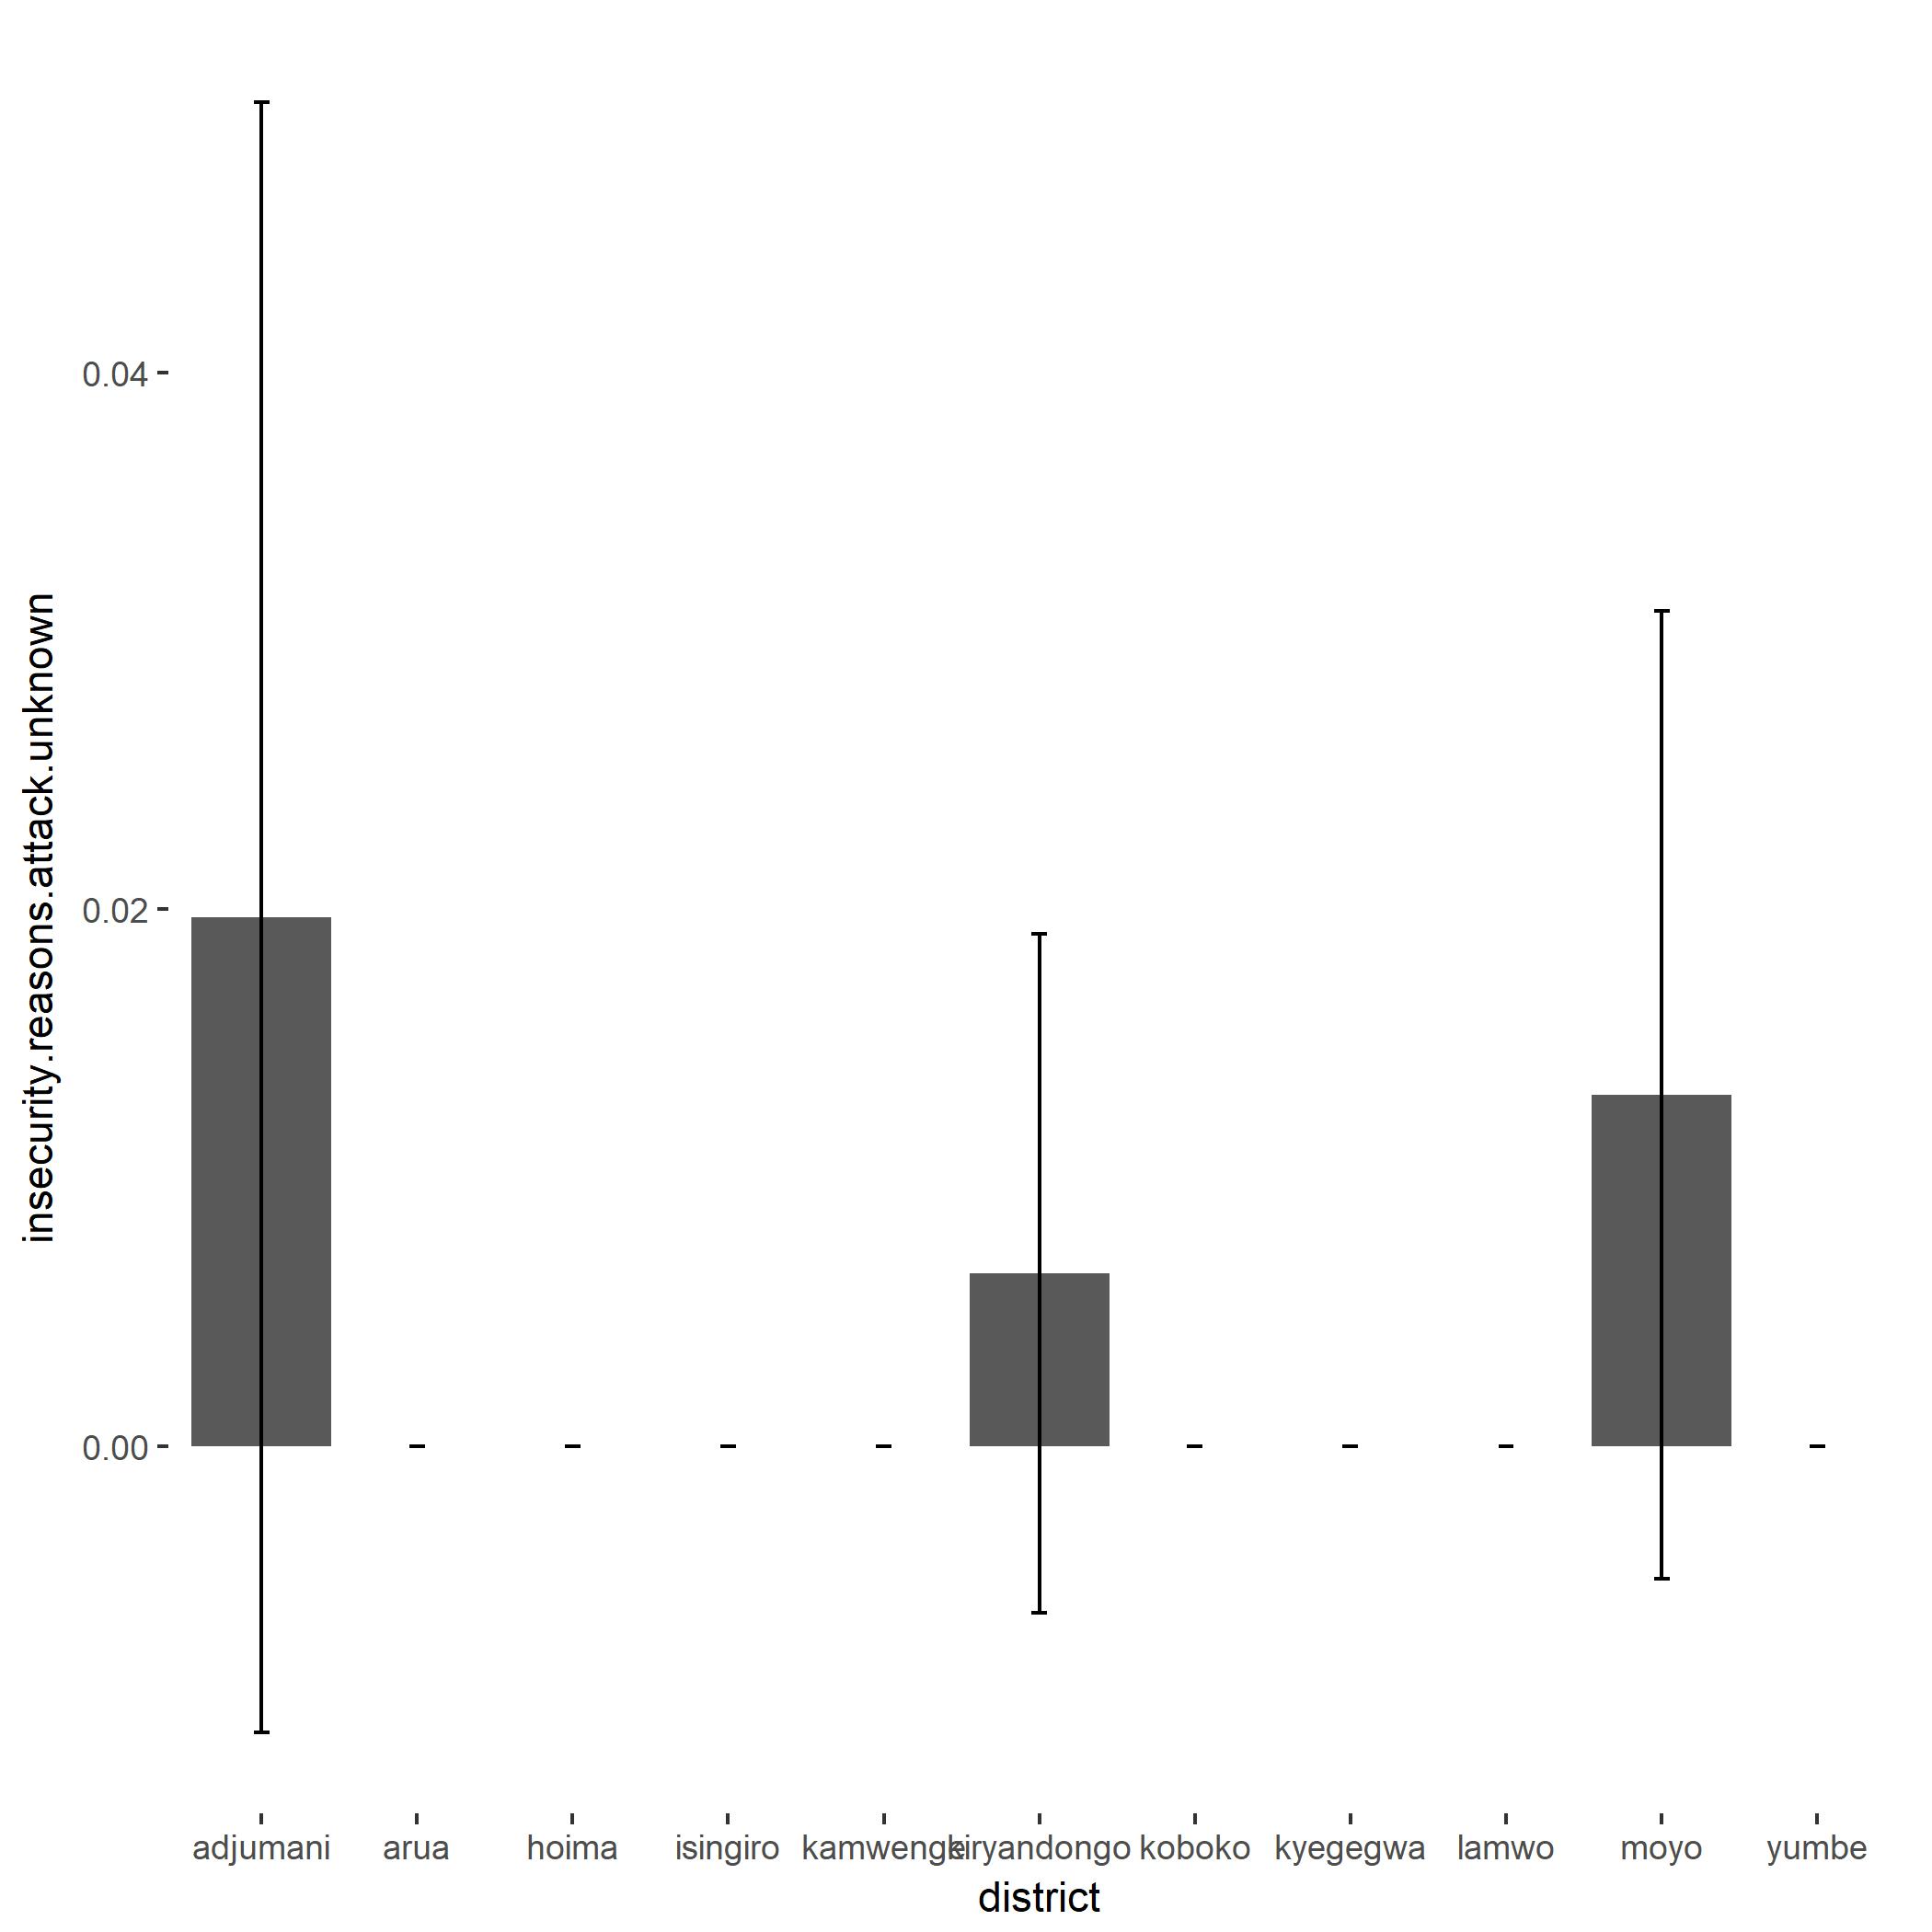 insecurity.reasons.attack.unknown
0.04
0.02
0.00
adjumani arua hoima isingiro kamwenge kiryandongo koboko kyegegwa lamwo moyo yumbe
district